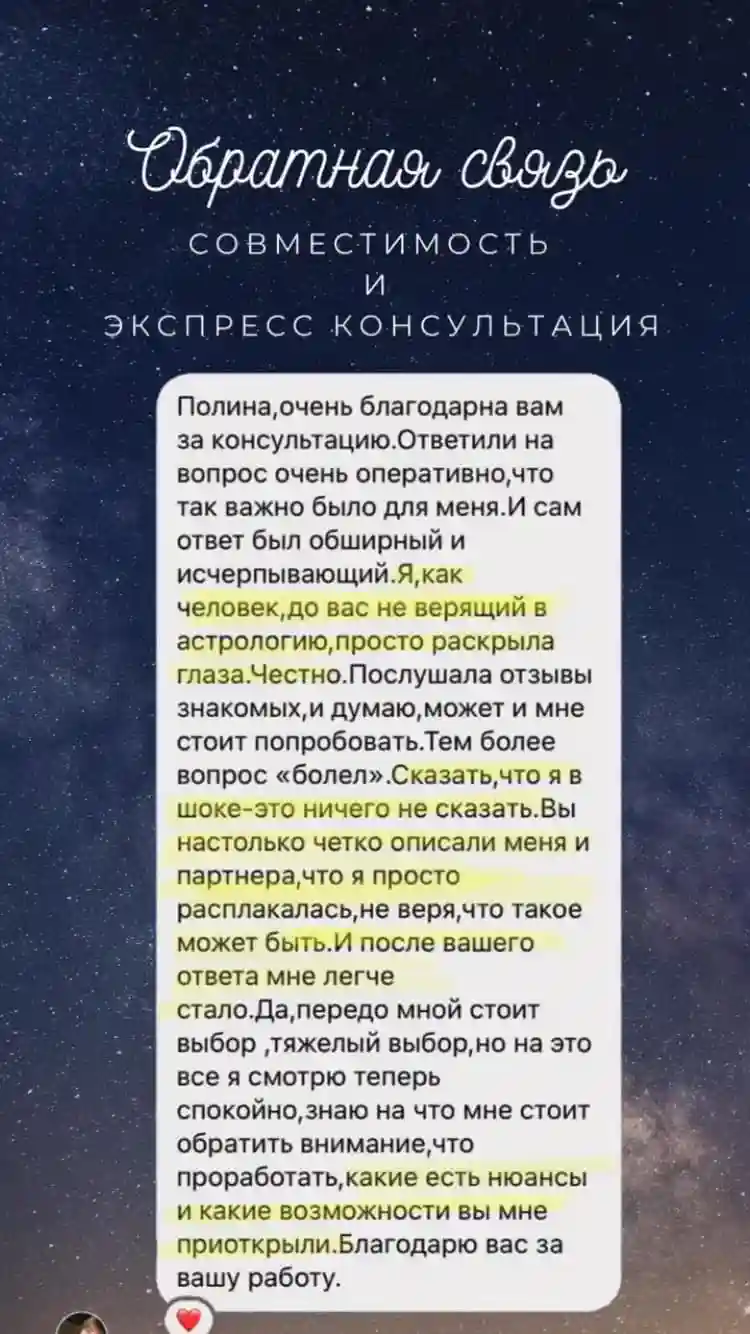 Обратная связь
СОВМЕСТИМОСТЬ
И
ЭКСПРЕСС КОНСУЛЬТАЦИЯ
Полина,очень благодарна вам
за консультацию.Ответили на
вопрос очень оперативно,что
так важно было для меня.И сам
ответ был обширный и
исчерпывающий.Я,как
человек,до вас не верящий в
астрологию,просто раскрыла
глаза.Честно.Послушала отзывы
знакомых,и думаю,может и мне
стоит попробовать.Тем более
вопрос «болел».Сказать,что я в
шоке-это ничего не сказать.Вы
настолько четко описали меня и
партнера,что я просто
расплакалась,не веря,что такое
может быть.И после вашего
ответа мне легче
стало.Да,передо мной стоит
выбор ,тяжелый выбор,но на это
все я смотрю теперь
спокойно,знаю на что мне стоит
обратить внимание,что
проработать,какие есть нюансы
и какие возможности вы мне
приоткрыли.Благодарю вас за
вашу работу.